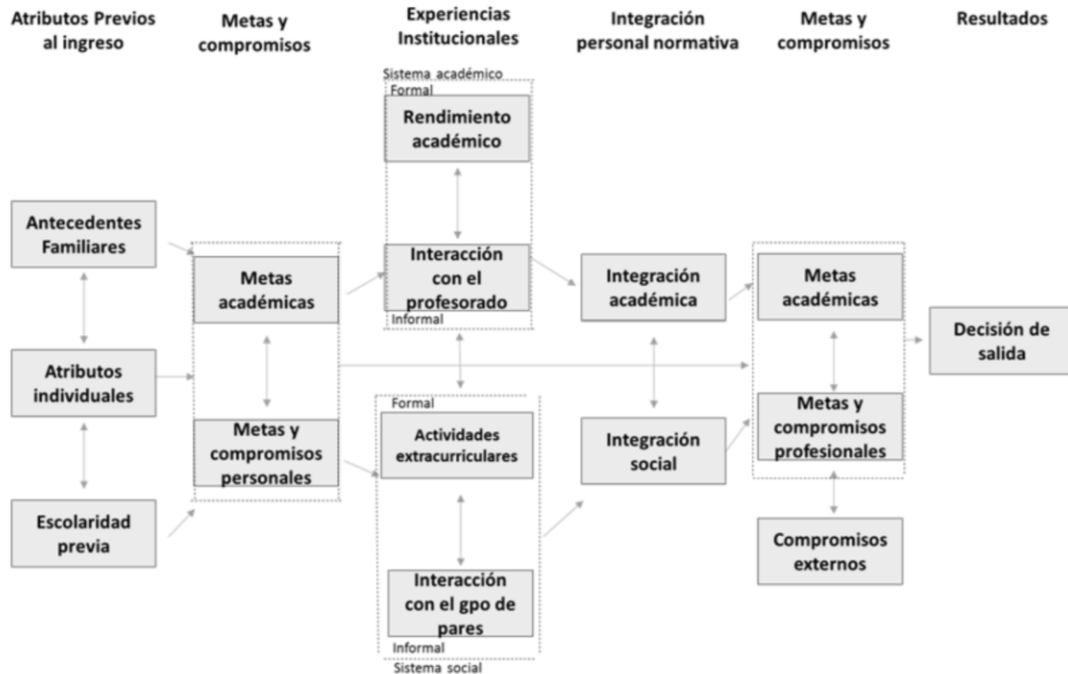 Atributos Previos
al ingreso
Metas y
compromisos
Experiencias
Institucionales
Integración
personal normativa
Metas y
compromisos
Resultados
Antecedentes
Familiares
Atributos
individuales
Escolaridad
previa
Metas
académicas
Metas y
compromisos
personales
Sistema académico
Formal
Rendimiento
académico
Interacción
con el
profesorado
Informal
Formal
Actividades
extracurriculares
Interacción
con el gpo de
pares
Informal
Sistema social
Integración
académica
Integración
social
Metas
académicas
Metas y
compromisos
profesionales
Compromisos
externos
Decisión de
salida